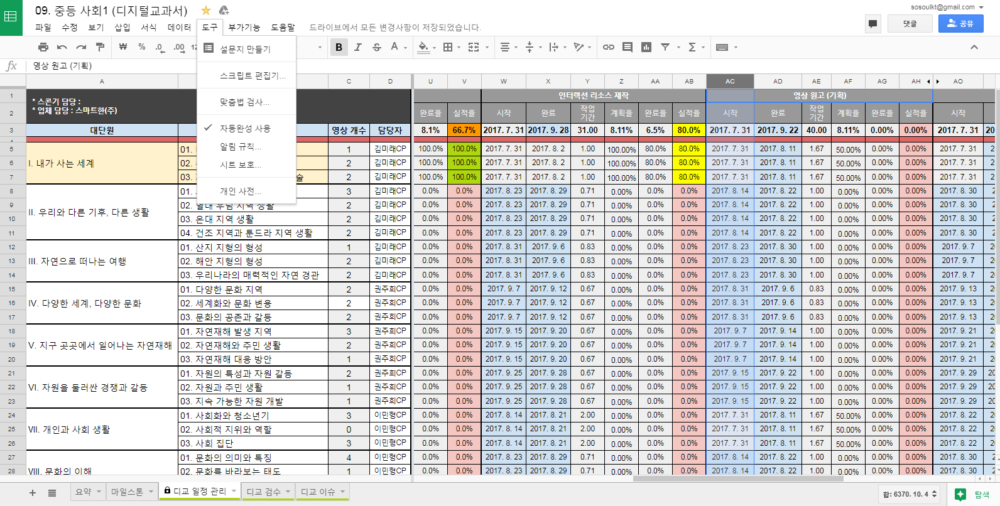 09. 중등 사회1 (디지털교과서)
sosoulkt@gmail.com
파일 수정 보기 삽입 서식 데이터 도구 부가기능 도움말 드라이브에서 모든 변경사항이 저장되었습니다.
댓글 공유
₩ % .0 .00 12 B I S A Σ
설문지 만들기
스크립트 편집기...
맞춤법 검사...
자동완성 사용
알림 규칙...
시트 보호...
개인 사전...
fx 영상 원고 (기획)
A C D U V W X Y Z AA AB AC AD AE AF AG AH AO
1 * 스콘기 담당 : 인터랙션 리소스 제작 영상 원고 (기획)
2 * 업체 담당 : 스마트한(주) 완료율 실적율 시작 완료 작업 기간 계획율 완료율 실적율 시작 완료 작업 기간 계획율 완료율 실적율 시작
3 대단원 영상 개수 담당자 8.1% 66.7% 2017. 7. 31 2017. 9. 28 31.00 8.11% 6.5% 80.0% 2017. 7. 31 2017. 9. 22 40.00 8.11% 0.00% 0.00% 2017. 7. 31 20
5 01. 1 김미래CP 100.0% 100.0% 2017. 7. 31 2017. 8. 2 1.00 100.00% 80.0% 80.0% 2017. 7. 31 2017. 8. 11 1.67 50.00% 0.00% 0.00% 2017. 7. 31 2
6 I. 내가 사는 세계 02. 2 김미래CP 100.0% 100.0% 2017. 7. 31 2017. 8. 2 1.00 100.00% 80.0% 80.0% 2017. 7. 31 2017. 8. 11 1.67 50.00% 0.00% 0.00% 2017. 7. 31 2
7 03. 술 2 김미래CP 100.0% 100.0% 2017. 7. 31 2017. 8. 2 1.00 100.00% 80.0% 80.0% 2017. 7. 31 2017. 8. 11 1.67 50.00% 0.00% 0.00% 2017. 7. 31 2
8 01. 3 김미래CP 0.0% 0.0% 2017. 8. 23 2017. 8. 29 0.71 0.00% 0.0% 0.0% 2017. 8. 14 2017. 8. 22 1.00 0.00% 0.00% 0.00% 2017. 8. 30 2
9 02. 열대 우림 지역 생활 2 김미래CP 0.0% 0.0% 2017. 8. 23 2017. 8. 29 0.71 0.00% 0.0% 0.0% 2017. 8. 14 2017. 8. 22 1.00 0.00% 0.00% 0.00% 2017. 8. 30 2
II. 우리와 다른 기후, 다른 생활
10 03. 온대 지역 생활 2 김미래CP 0.0% 0.0% 2017. 8. 23 2017. 8. 29 0.71 0.00% 0.0% 0.0% 2017. 8. 14 2017. 8. 22 1.00 0.00% 0.00% 0.00% 2017. 8. 30 2
11 04. 건조 지역과 툰드라 지역 생활 2 김미래CP 0.0% 0.0% 2017. 8. 23 2017. 8. 29 0.71 0.00% 0.0% 0.0% 2017. 8. 14 2017. 8. 22 1.00 0.00% 0.00% 0.00% 2017. 8. 30 2
12 01. 산지 지형의 형성 1 김미래CP 0.0% 0.0% 2017. 8. 31 2017. 9. 6 0.83 0.00% 0.0% 0.0% 2017. 8. 23 2017. 8. 30 1.00 0.00% 0.00% 0.00% 2017. 9. 7 20
13 III. 자연으로 떠나는 여행 02. 해안 지형의 형성 2 김미래CP 0.0% 0.0% 2017. 8. 31 2017. 9. 6 0.83 0.00% 0.0% 0.0% 2017. 8. 23 2017. 8. 30 1.00 0.00% 0.00% 0.00% 2017. 9. 7 20
14 03. 우리나라의 매력적인 자연 경관 2 김미래CP 0.0% 0.0% 2017. 8. 31 2017. 9. 6 0.83 0.00% 0.0% 0.0% 2017. 8. 23 2017. 8. 30 1.00 0.00% 0.00% 0.00% 2017. 9. 7 20
15 01. 다양한 문화 지역 2 권주희CP 0.0% 0.0% 2017. 9. 7 2017. 9. 12 0.67 0.00% 0.0% 0.0% 2017. 8. 31 2017. 9. 6 0.83 0.00% 0.00% 0.00% 2017. 9. 13 20
16 IV. 다양한 세계, 다양한 문화 02. 세계화와 문화 변용 2 권주희CP 0.0% 0.0% 2017. 9. 7 2017. 9. 12 0.67 0.00% 0.0% 0.0% 2017. 8. 31 2017. 9. 6 0.83 0.00% 0.00% 0.00% 2017. 9. 13 20
17 03. 문화의 공존과 갈등 2 권주희CP 0.0% 0.0% 2017. 9. 7 2017. 9. 12 0.67 0.00% 0.0% 0.0% 2017. 8. 31 2017. 9. 6 0.83 0.00% 0.00% 0.00% 2017. 9. 13 20
18 01. 자연재해 발생 지역 3 권주희CP 0.0% 0.0% 2017. 9. 15 2017. 9. 20 0.67 0.00% 0.0% 0.0% 2017. 9. 7 2017. 9. 14 1.00 0.00% 0.00% 0.00% 2017. 9. 21 20
19 V. 지구 곳곳에서 일어나는 자연재해 02. 자연재해와 주민 생활 2 권주희CP 0.0% 0.0% 2017. 9. 15 2017. 9. 20 0.67 0.00% 0.0% 0.0% 2017. 9. 7 2017. 9. 14 1.00 0.00% 0.00% 0.00% 2017. 9. 21 20
20 03. 자연재해 대응 방안 1 권주희CP 0.0% 0.0% 2017. 9. 15 2017. 9. 20 0.67 0.00% 0.0% 0.0% 2017. 9. 7 2017. 9. 14 1.00 0.00% 0.00% 0.00% 2017. 9. 21 20
21 01. 자원의 특성과 자원 갈등 2 권주희CP 0.0% 0.0% 2017. 9. 25 2017. 9. 28 0.67 0.00% 0.0% 0.0% 2017. 9. 15 2017. 9. 22 1.00 0.00% 0.00% 0.00% 2017. 9. 29 20
22 VI. 자원을 둘러싼 경쟁과 갈등 02. 자원과 주민 생활 1 권주희CP 0.0% 0.0% 2017. 9. 25 2017. 9. 28 0.67 0.00% 0.0% 0.0% 2017. 9. 15 2017. 9. 22 1.00 0.00% 0.00% 0.00% 2017. 9. 29 20
23 03. 지속 가능한 자원 개발 1 권주희CP 0.0% 0.0% 2017. 9. 25 2017. 9. 28 0.67 0.00% 0.0% 0.0% 2017. 9. 15 2017. 9. 22 1.00 0.00% 0.00% 0.00% 2017. 9. 29 20
24 01. 사회화와 청소년기 3 이민형CP 0.0% 0.0% 2017. 8. 14 2017. 8. 21 2.00 0.00% 0.0% 0.0% 2017. 7. 31 2017. 8. 11 1.67 50.00% 0.00% 0.00% 2017. 8. 22 20
25 VII. 개인과 사회 생활 02. 사회적 지위와 역할 0 이민형CP 0.0% 0.0% 2017. 8. 14 2017. 8. 21 2.00 0.00% 0.0% 0.0% 2017. 7. 31 2017. 8. 11 1.67 50.00% 0.00% 0.00% 2017. 8. 22 20
26 03. 사회 집단 3 이민형CP 0.0% 0.0% 2017. 8. 14 2017. 8. 21 2.00 0.00% 0.0% 0.0% 2017. 7. 31 2017. 8. 11 1.67 50.00% 0.00% 0.00% 2017. 8. 22 20
27 01. 문화의 의미와 특징 4 이민형CP 0.0% 0.0% 2017. 8. 23 2017. 8. 29 0.71 0.00% 0.0% 0.0% 2017. 8. 14 2017. 8. 22 1.00 0.00% 0.00% 0.00% 2017. 8. 30 2
28 VIII. 문화의 이해 02. 문화를 바라보는 태도 1 이민형CP 0.0% 0.0% 2017. 8. 23 2017. 8. 29 0.71 0.00% 0.0% 0.0% 2017. 8. 14 2017. 8. 22 1.00 0.00% 0.00% 0.00% 2017. 8. 30 2
요약 마일스톤 디교 일정 관리 디교 검수 디교 이슈 합: 6370. 10. 4 탐색